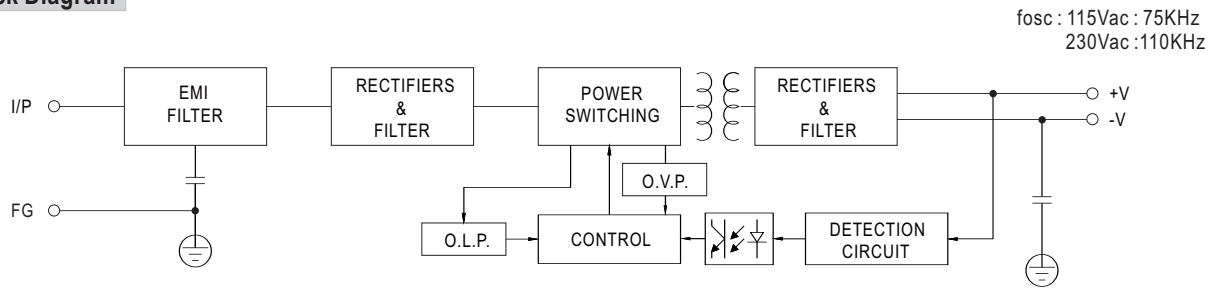 k Diagram
fosc : 115Vac : 75KHz
230Vac :110KHz
I/P
EMI
FILTER
RECTIFIERS
&
FILTER
POWER
SWITCHING
RECTIFIERS
&
FILTER
+V
-V
O.V.P.
FG
O.L.P.
CONTROL
DETECTION
CIRCUIT